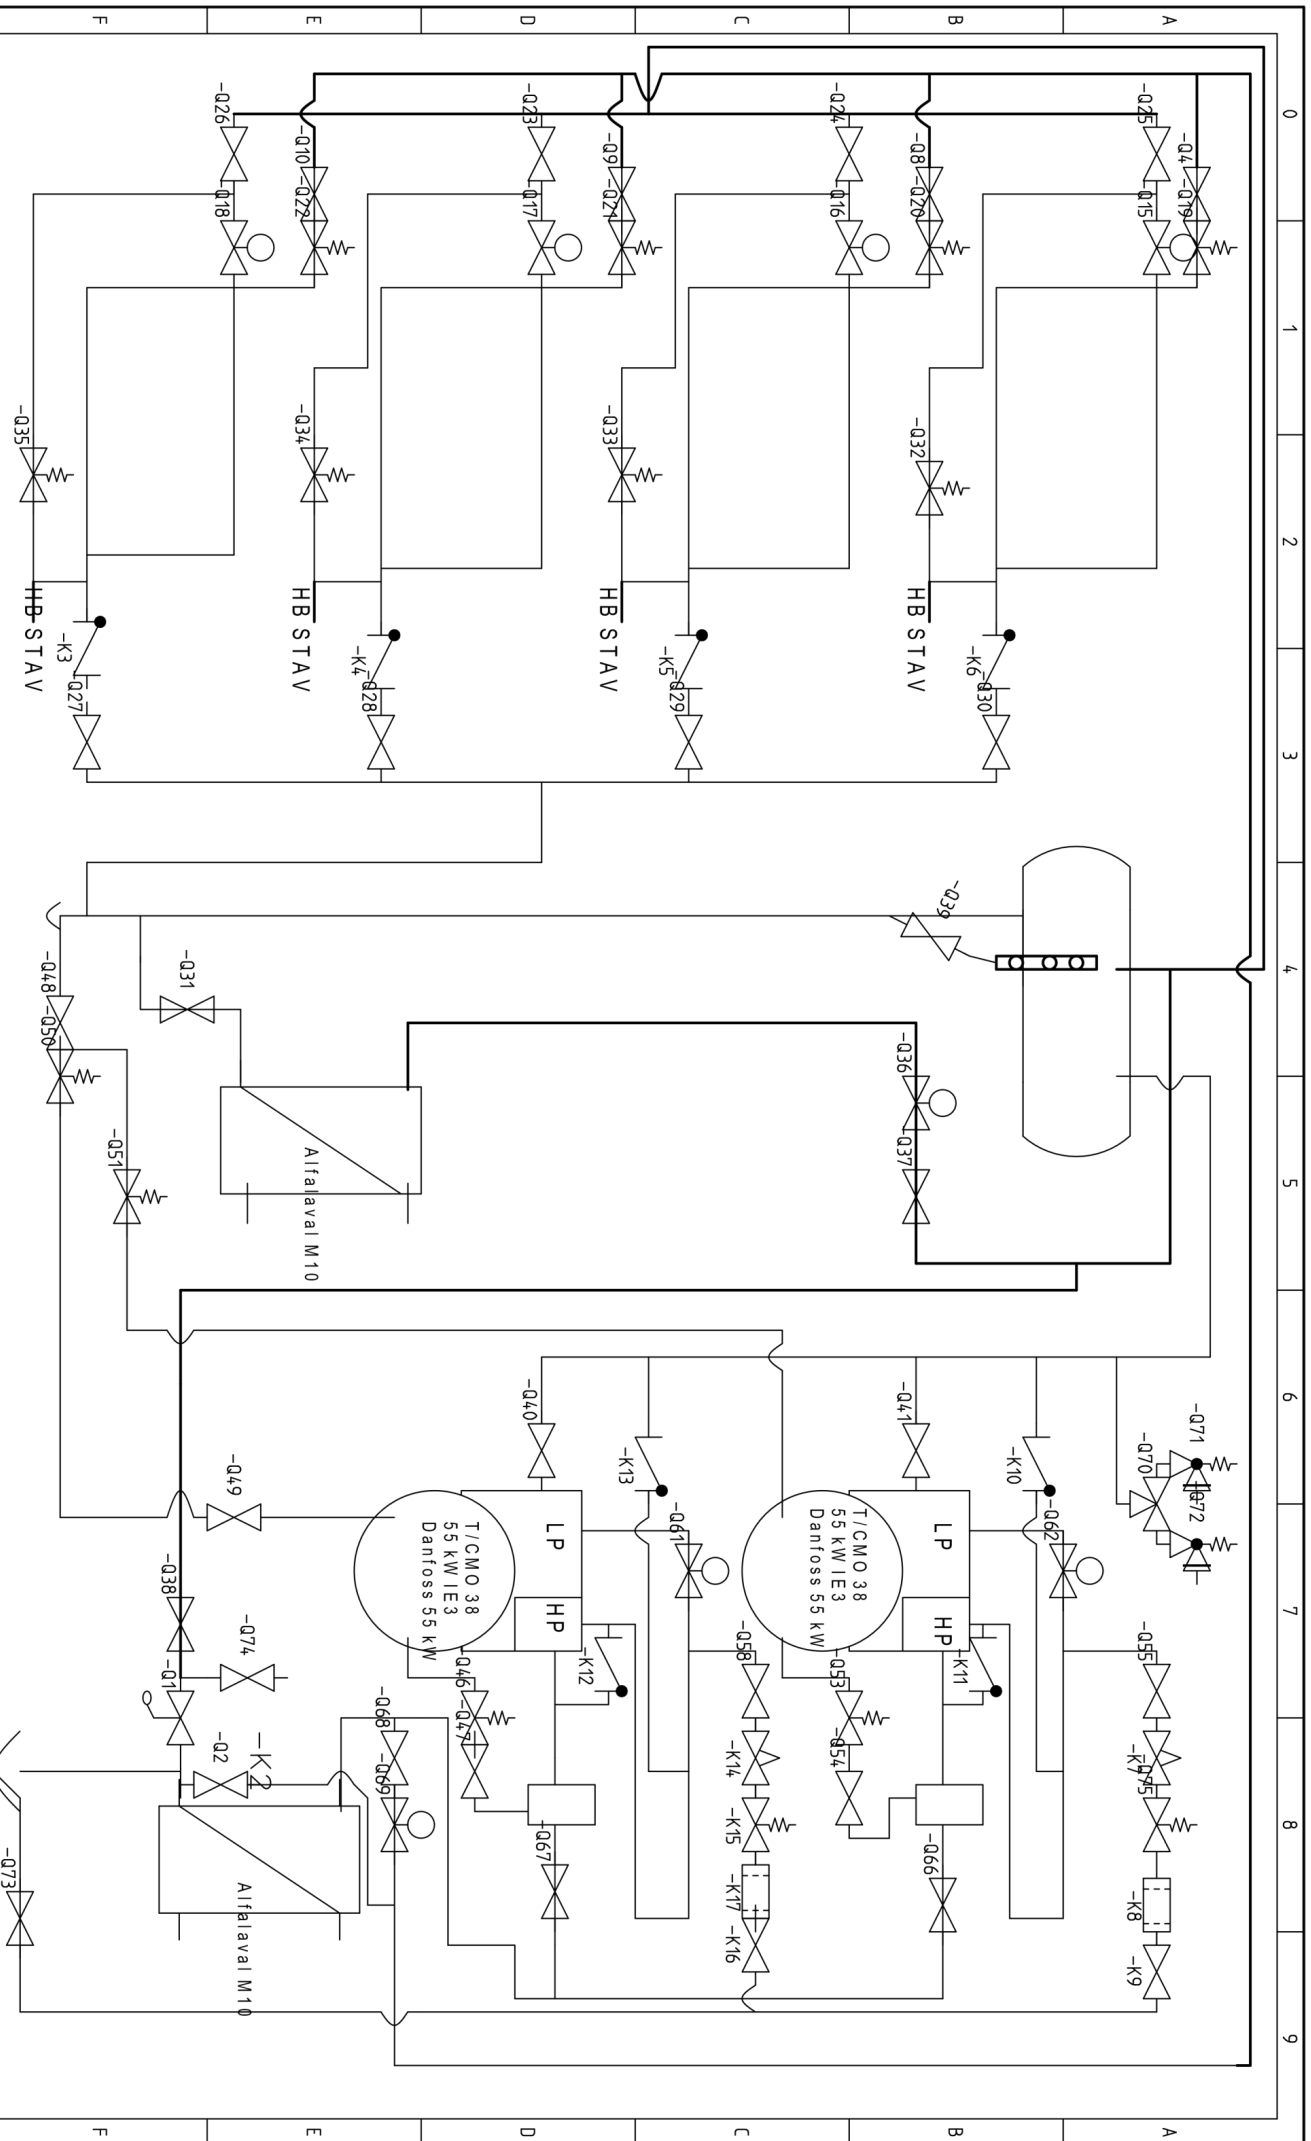 0
1
2
3
4
5
6
7
8
9
A
A
-Q25
-Q4
-Q15
-Q19
-Q71
-Q70
-Q72
-Q55
-K7
-Q75
-K8
-K9
B
B
-Q24
-Q8
-Q16
-Q20
-Q32
HB STAV
-K6
-Q30
-Q39
-Q36
-Q37
-Q41
-K10
-Q62
LP
HP
T/CMO 38
55 kW IE3
Danfoss 55 kW
-K11
-Q53
-Q54
-Q66
C
C
-Q9
-Q21
-Q33
HB STAV
-K5
-Q29
-K13
-Q61
-Q58
-K14
-K15
-K17
-K16
D
D
-Q23
-Q17
-Q40
LP
HP
T/CMO 38
55 kW IE3
Danfoss 55 kW
-K12
-Q46
-Q47
-Q67
E
E
-Q26
-Q10
-Q18
-Q22
-Q34
HB STAV
-K4
-Q28
Alfalaval M10
-Q49
-Q74
-Q68
-Q69
-Q2
-K2
Alfalaval M10
F
F
-Q35
HB STAV
-K3
-Q27
-Q31
-Q48
-Q50
-Q51
-Q38
-Q1
-Q73